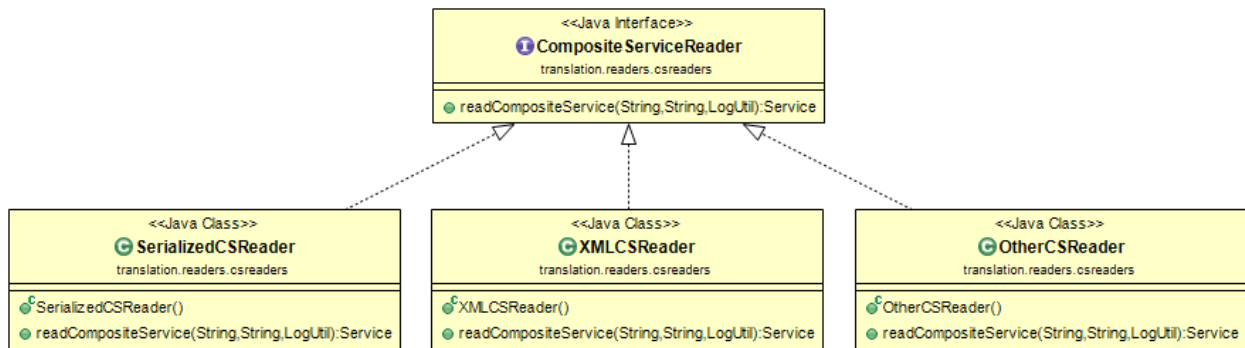 <<Java Interface>>
CompositeServiceReader
translation.readers.csreaders
readCompositeService(String,String,LogUtil):Service
<<Java Class>>
SerializedCSReader
translation.readers.csreaders
SerializedCSReader()
readCompositeService(String,String,LogUtil):Service
<<Java Class>>
XMLCSReader
translation.readers.csreaders
XMLCSReader()
readCompositeService(String,String,LogUtil):Service
<<Java Class>>
OtherCSReader
translation.readers.csreaders
OtherCSReader()
readCompositeService(String,String,LogUtil):Service